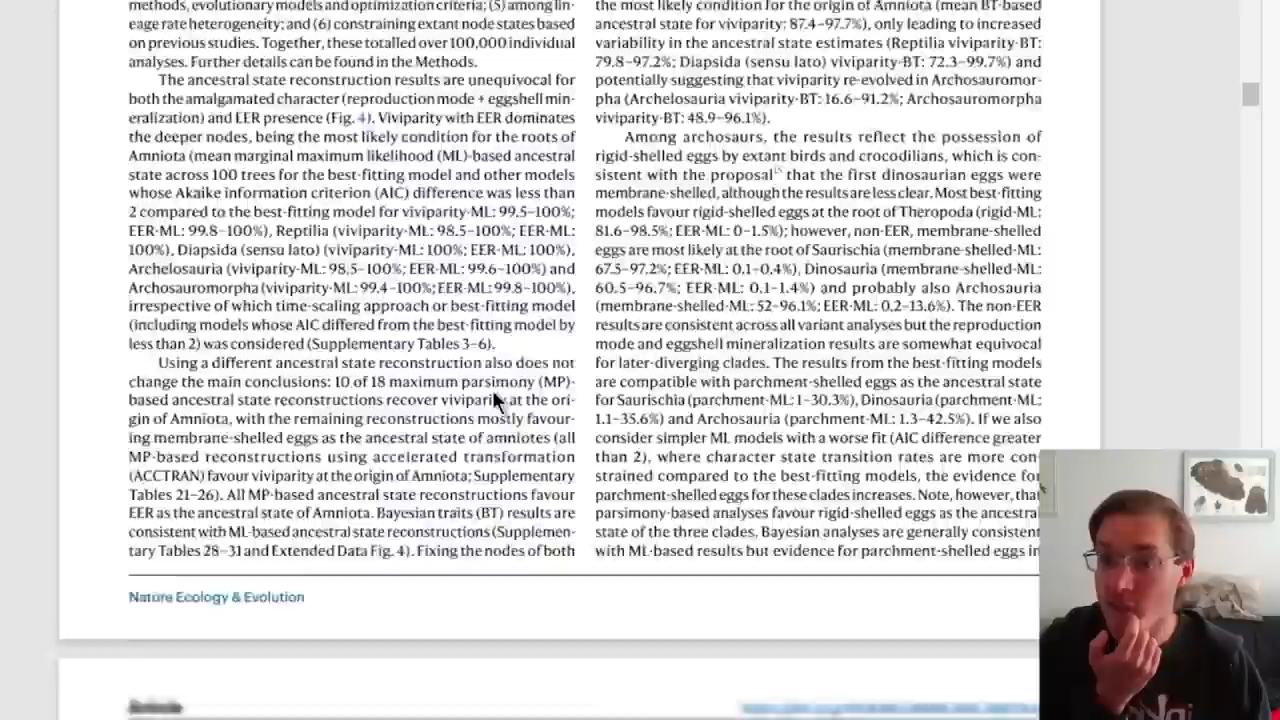 methods, evolutionary models and optimization criteria; (5) among lin-
eage rate heterogeneity; and (6) constraining extant node states based
on previous studies. Together, these totalled over 100,000 individual
analyses. Further details can be found in the Methods.
The ancestral state reconstruction results are unequivocal for
both the amalgamated character (reproduction mode + eggshell min-
eralization) and EER presence (Fig. 4). Viviparity with EER dominates
the deeper nodes, being the most likely condition for the roots of
Amniota (mean marginal maximum likelihood (ML)-based ancestral
state across 100 trees for the best-fitting model and other models
whose Akaike information criterion (AIC) difference was less than
2 compared to the best-fitting model for viviparity-ML: 99.5–100%;
EER-ML: 99.8–100%), Reptilia (viviparity-ML: 98.5–100%; EER-ML:
100%), Diapsida (sensu lato) (viviparity-ML: 100%; EER-ML: 100%),
Archelosauria (viviparity-ML: 98.5–100%; EER-ML: 99.6–100%) and
Archosauromorpha (viviparity-ML: 99.4–100%; EER-ML: 99.8–100%),
irrespective of which time-scaling approach or best-fitting model
(including models whose AIC differed from the best-fitting model by
less than 2) was considered (Supplementary Tables 3–6).
Using a different ancestral state reconstruction also does not
change the main conclusions: 10 of 18 maximum parsimony (MP)-
based ancestral state reconstructions recover viviparity at the ori-
gin of Amniota, with the remaining reconstructions mostly favour-
ing membrane-shelled eggs as the ancestral state of amniotes (all
MP-based reconstructions using accelerated transformation
(ACCTRAN) favour viviparity at the origin of Amniota; Supplementary
Tables 21–26). All MP-based ancestral state reconstructions favour
EER as the ancestral state of Amniota. Bayesian traits (BT) results are
consistent with ML-based ancestral state reconstructions (Supplemen-
tary Tables 28–31 and Extended Data Fig. 4). Fixing the nodes of both
the most likely condition for the origin of Amniota (mean BT-based
ancestral state for viviparity: 87.4–97.7%), only leading to increased
variability in the ancestral state estimates (Reptilia viviparity-BT:
79.8–97.2%; Diapsida (sensu lato) viviparity-BT: 72.3–99.7%) and
potentially suggesting that viviparity re-evolved in Archosauromor-
pha (Archelosauria viviparity-BT: 16.6–91.2%; Archosauromorpha
viviparity-BT: 48.9–96.1%).
Among archosaurs, the results reflect the possession of
rigid-shelled eggs by extant birds and crocodilians, which is con-
sistent with the proposal that the first dinosaurian eggs were
membrane-shelled, although the results are less clear. Most best-fitting
models favour rigid-shelled eggs at the root of Theropoda (rigid-ML:
81.6–98.5%; EER-ML: 0–1.5%); however, non-EER, membrane-shelled
eggs are most likely at the root of Saurischia (membrane-shelled-ML:
67.5–97.2%; EER-ML: 0.1–0.4%), Dinosauria (membrane-shelled-ML:
60.5–96.7%; EER-ML: 0.1–1.4%) and probably also Archosauria
(membrane-shelled-ML: 52–96.1%; EER-ML: 0.2–13.6%). The non-EER
results are consistent across all variant analyses but the reproduction
mode and eggshell mineralization results are somewhat equivocal
for later-diverging clades. The results from the best-fitting models
are compatible with parchment-shelled eggs as the ancestral state
for Saurischia (parchment-ML: 1–30.3%), Dinosauria (parchment-ML:
1.1–35.6%) and Archosauria (parchment-ML: 1.3–42.5%). If we also
consider simpler ML models with a worse fit (AIC difference greater
than 2), where character state transition rates are more con-
strained compared to the best-fitting models, the evidence for
parchment-shelled eggs for these clades increases. Note, however, that
parsimony-based analyses favour rigid-shelled eggs as the ancestral
state of the three clades. Bayesian analyses are generally consistent
with ML-based results but evidence for parchment-shelled eggs in
Nature Ecology & Evolution